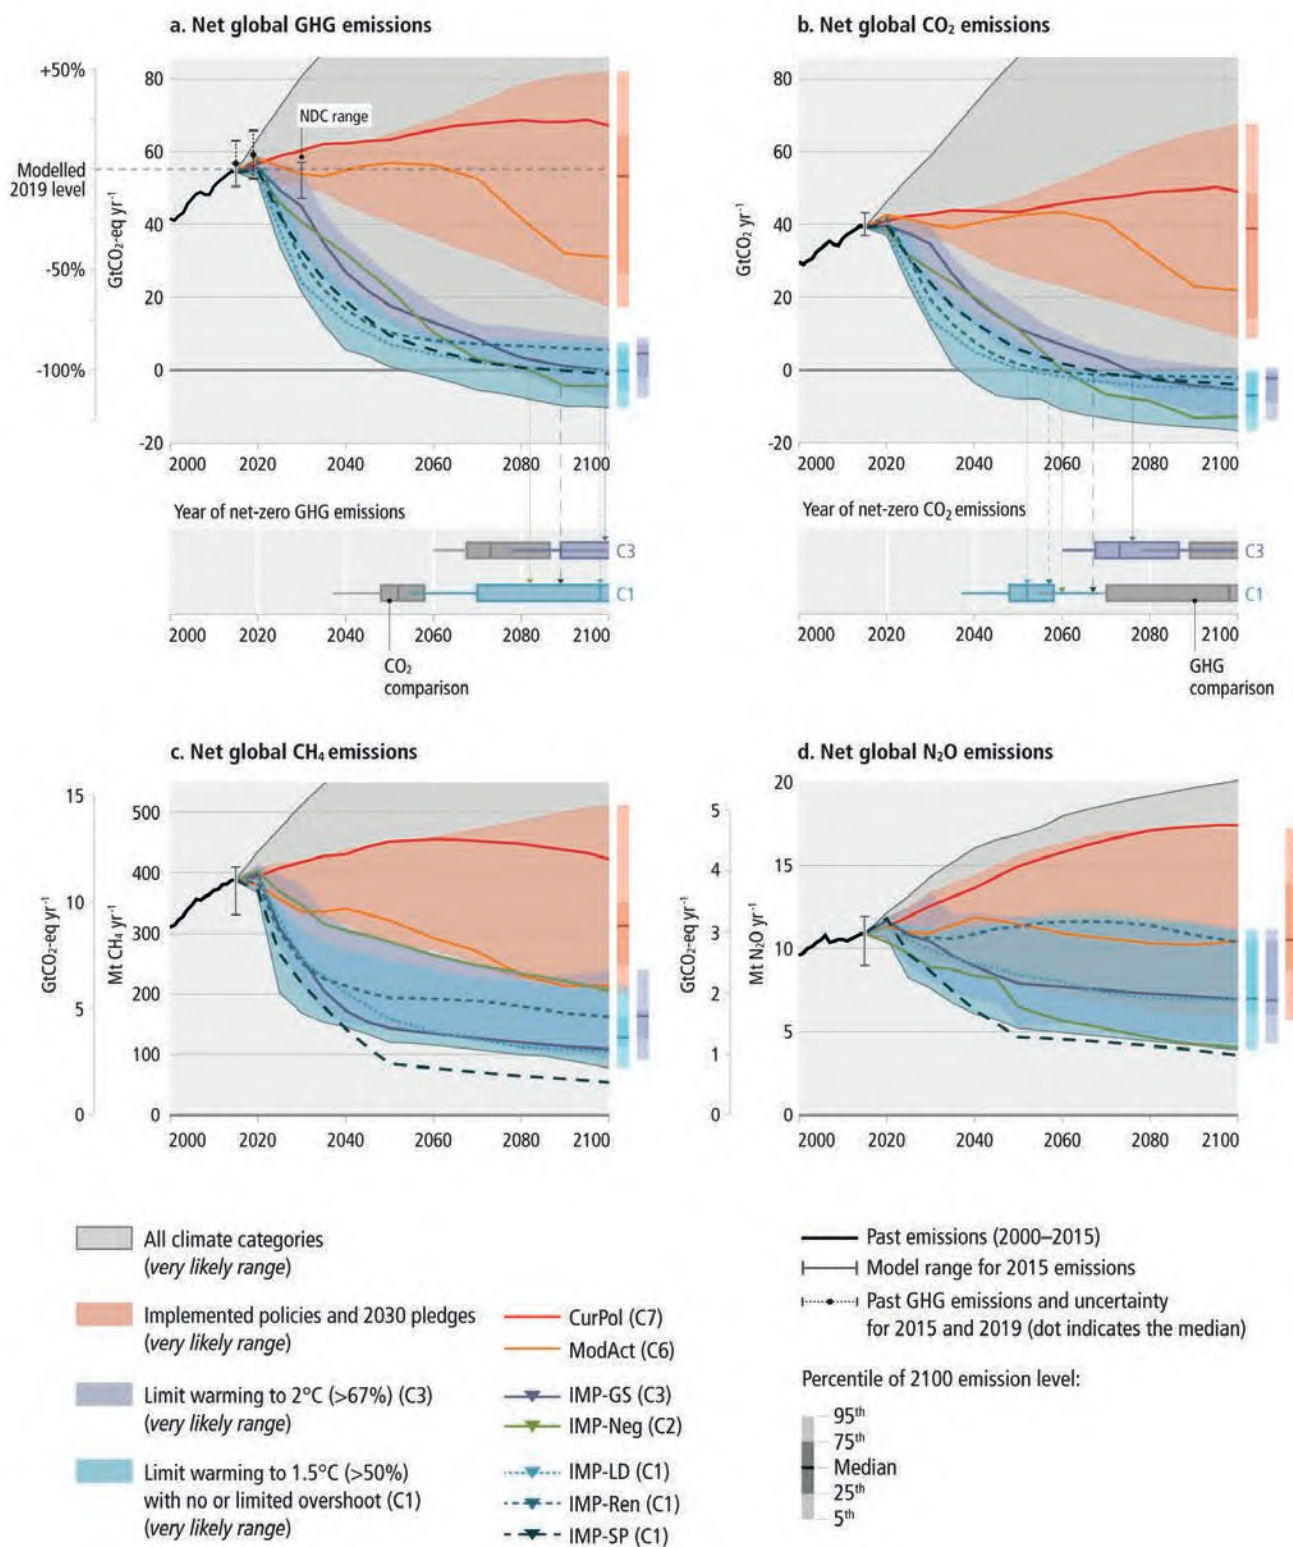 a. Net global GHG emissions
+50%
Modelled
2019 level
-50%
-100%
GtCO₂-eq yr⁻¹
80
60
40
20
0
-20
NDC range
2000 2020 2040 2060 2080 2100
Year of net-zero GHG emissions
C3
C1
2000 2020 2040 2060 2080 2100
CO₂
comparison
b. Net global CO₂ emissions
GtCO₂ yr⁻¹
80
60
40
20
0
-20
2000 2020 2040 2060 2080 2100
Year of net-zero CO₂ emissions
C3
C1
2000 2020 2040 2060 2080 2100
GHG
comparison
c. Net global CH₄ emissions
GtCO₂-eq yr⁻¹
15
10
5
0
Mt CH₄ yr⁻¹
500
400
300
200
100
0
2000 2020 2040 2060 2080 2100
d. Net global N₂O emissions
GtCO₂-eq yr⁻¹
5
4
3
2
1
0
Mt N₂O yr⁻¹
20
15
10
5
0
2000 2020 2040 2060 2080 2100
All climate categories
(very likely range)
Implemented policies and 2030 pledges
(very likely range)
Limit warming to 2°C (>67%) (C3)
(very likely range)
Limit warming to 1.5°C (>50%)
with no or limited overshoot (C1)
(very likely range)
CurPol (C7)
ModAct (C6)
IMP-GS (C3)
IMP-Neg (C2)
IMP-LD (C1)
IMP-Ren (C1)
IMP-SP (C1)
Past emissions (2000–2015)
Model range for 2015 emissions
Past GHG emissions and uncertainty
for 2015 and 2019 (dot indicates the median)
Percentile of 2100 emission level:
95th
75th
Median
25th
5th